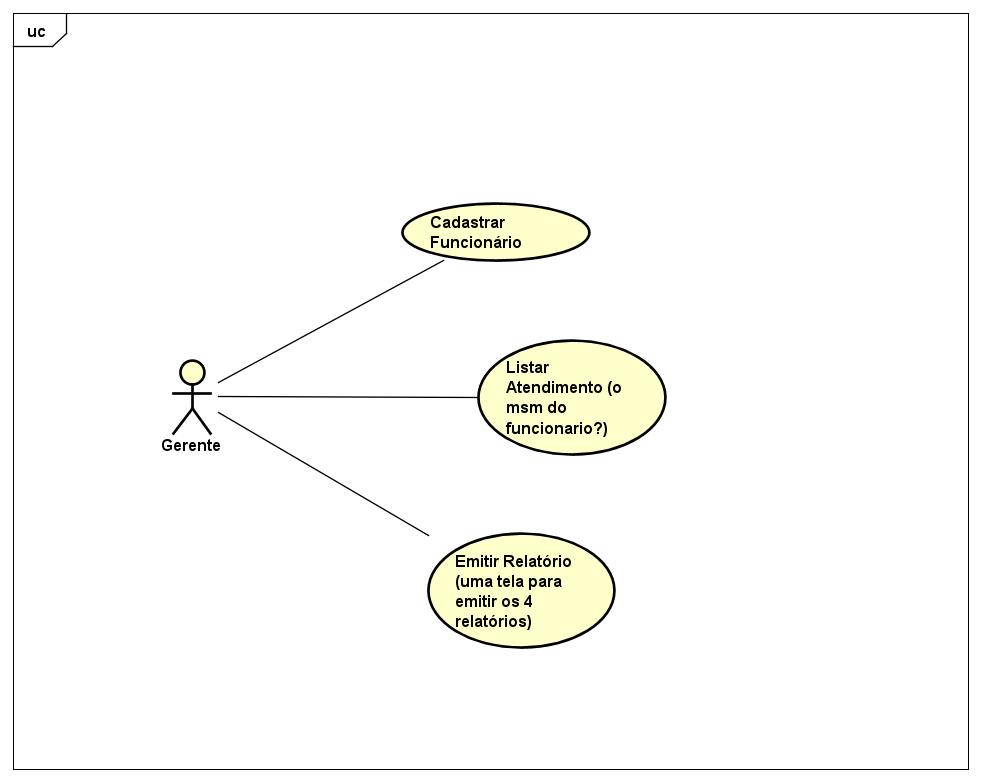 uc
Cadastrar
Funcionário
Listar
Atendimento (o
msm do
funcionario?)
Gerente
Emitir Relatório
(uma tela para
emitir os 4
relatórios)